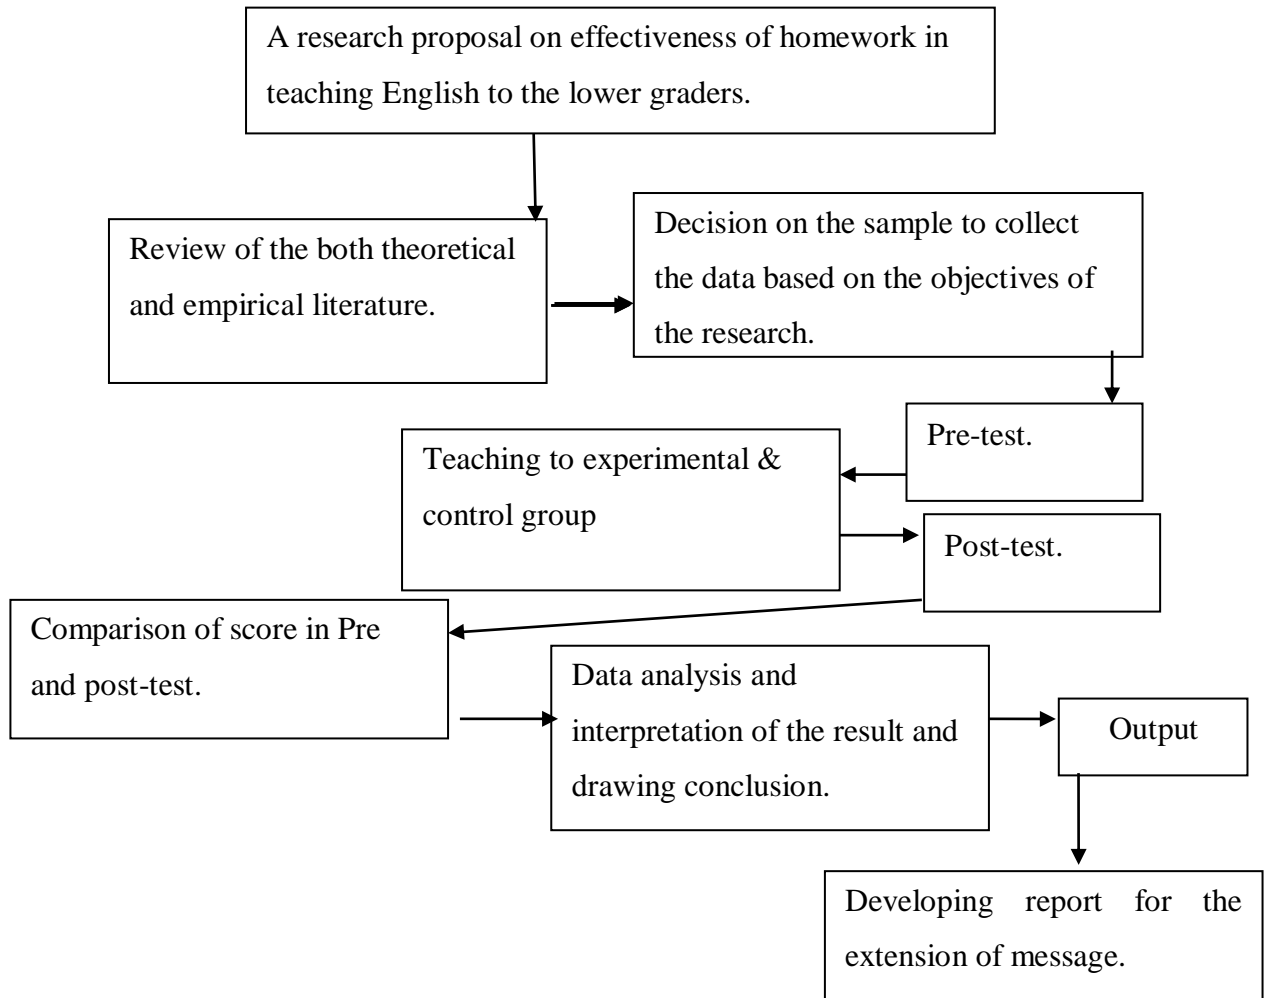 A research proposal on effectiveness of homework in
teaching English to the lower graders.
Review of the both theoretical
and empirical literature.
Decision on the sample to collect
the data based on the objectives of
the research.
Pre-test.
Teaching to experimental &
control group
Post-test.
Comparison of score in Pre
and post-test.
Data analysis and
interpretation of the result and
drawing conclusion.
Output
Developing report for the
extension of message.